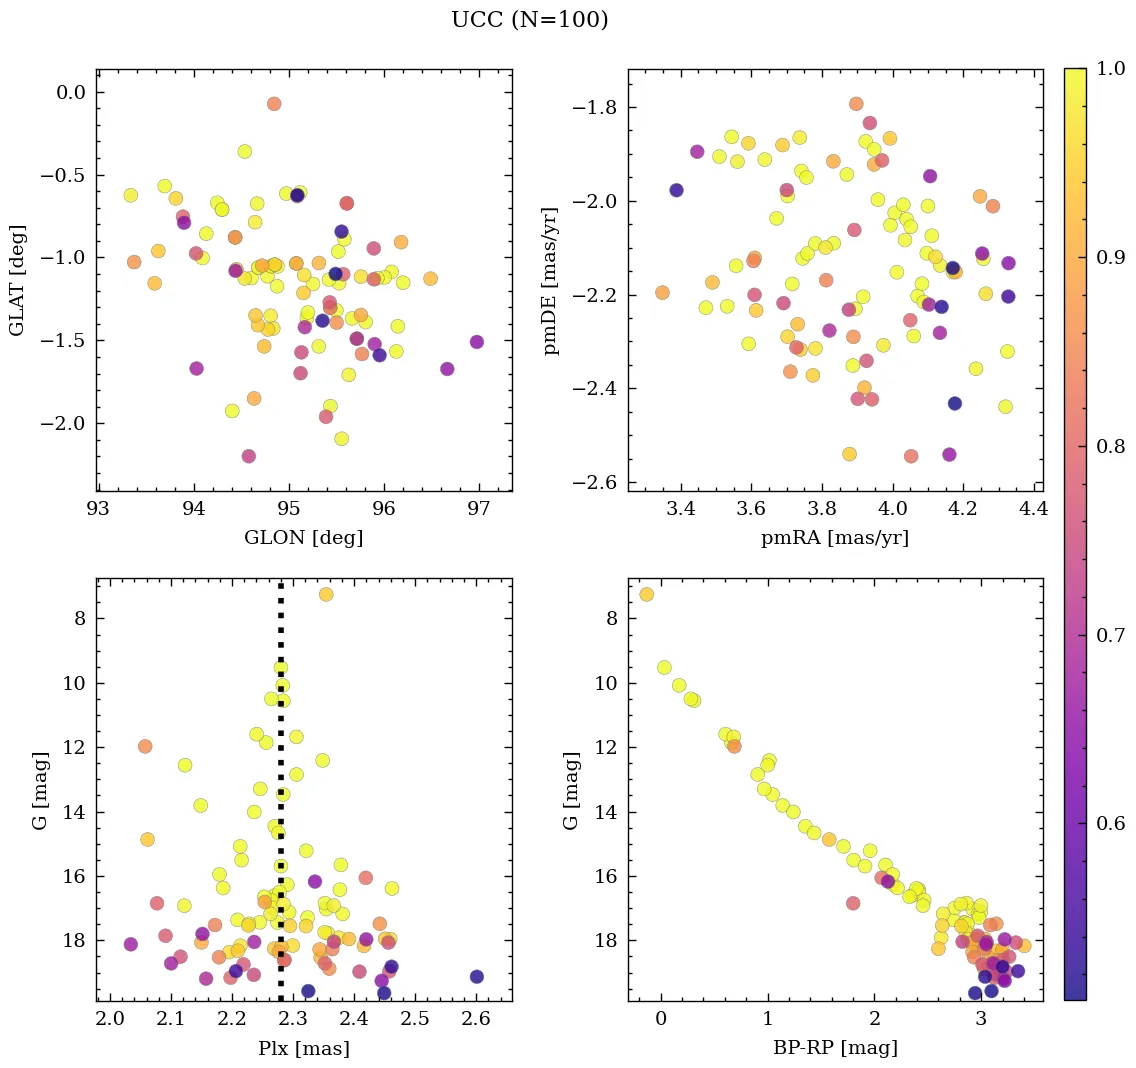 UCC (N=100)
0.0
−0.5
−1.0
−1.5
−2.0
GLAT [deg]
93 94 95 96 97
GLON [deg]
−1.8
−2.0
−2.2
−2.4
−2.6
pmDE [mas/yr]
3.4 3.6 3.8 4.0 4.2 4.4
pmRA [mas/yr]
8
10
12
14
16
18
G [mag]
2.0 2.1 2.2 2.3 2.4 2.5 2.6
Plx [mas]
8
10
12
14
16
18
G [mag]
0 1 2 3
BP-RP [mag]
1.0
0.9
0.8
0.7
0.6